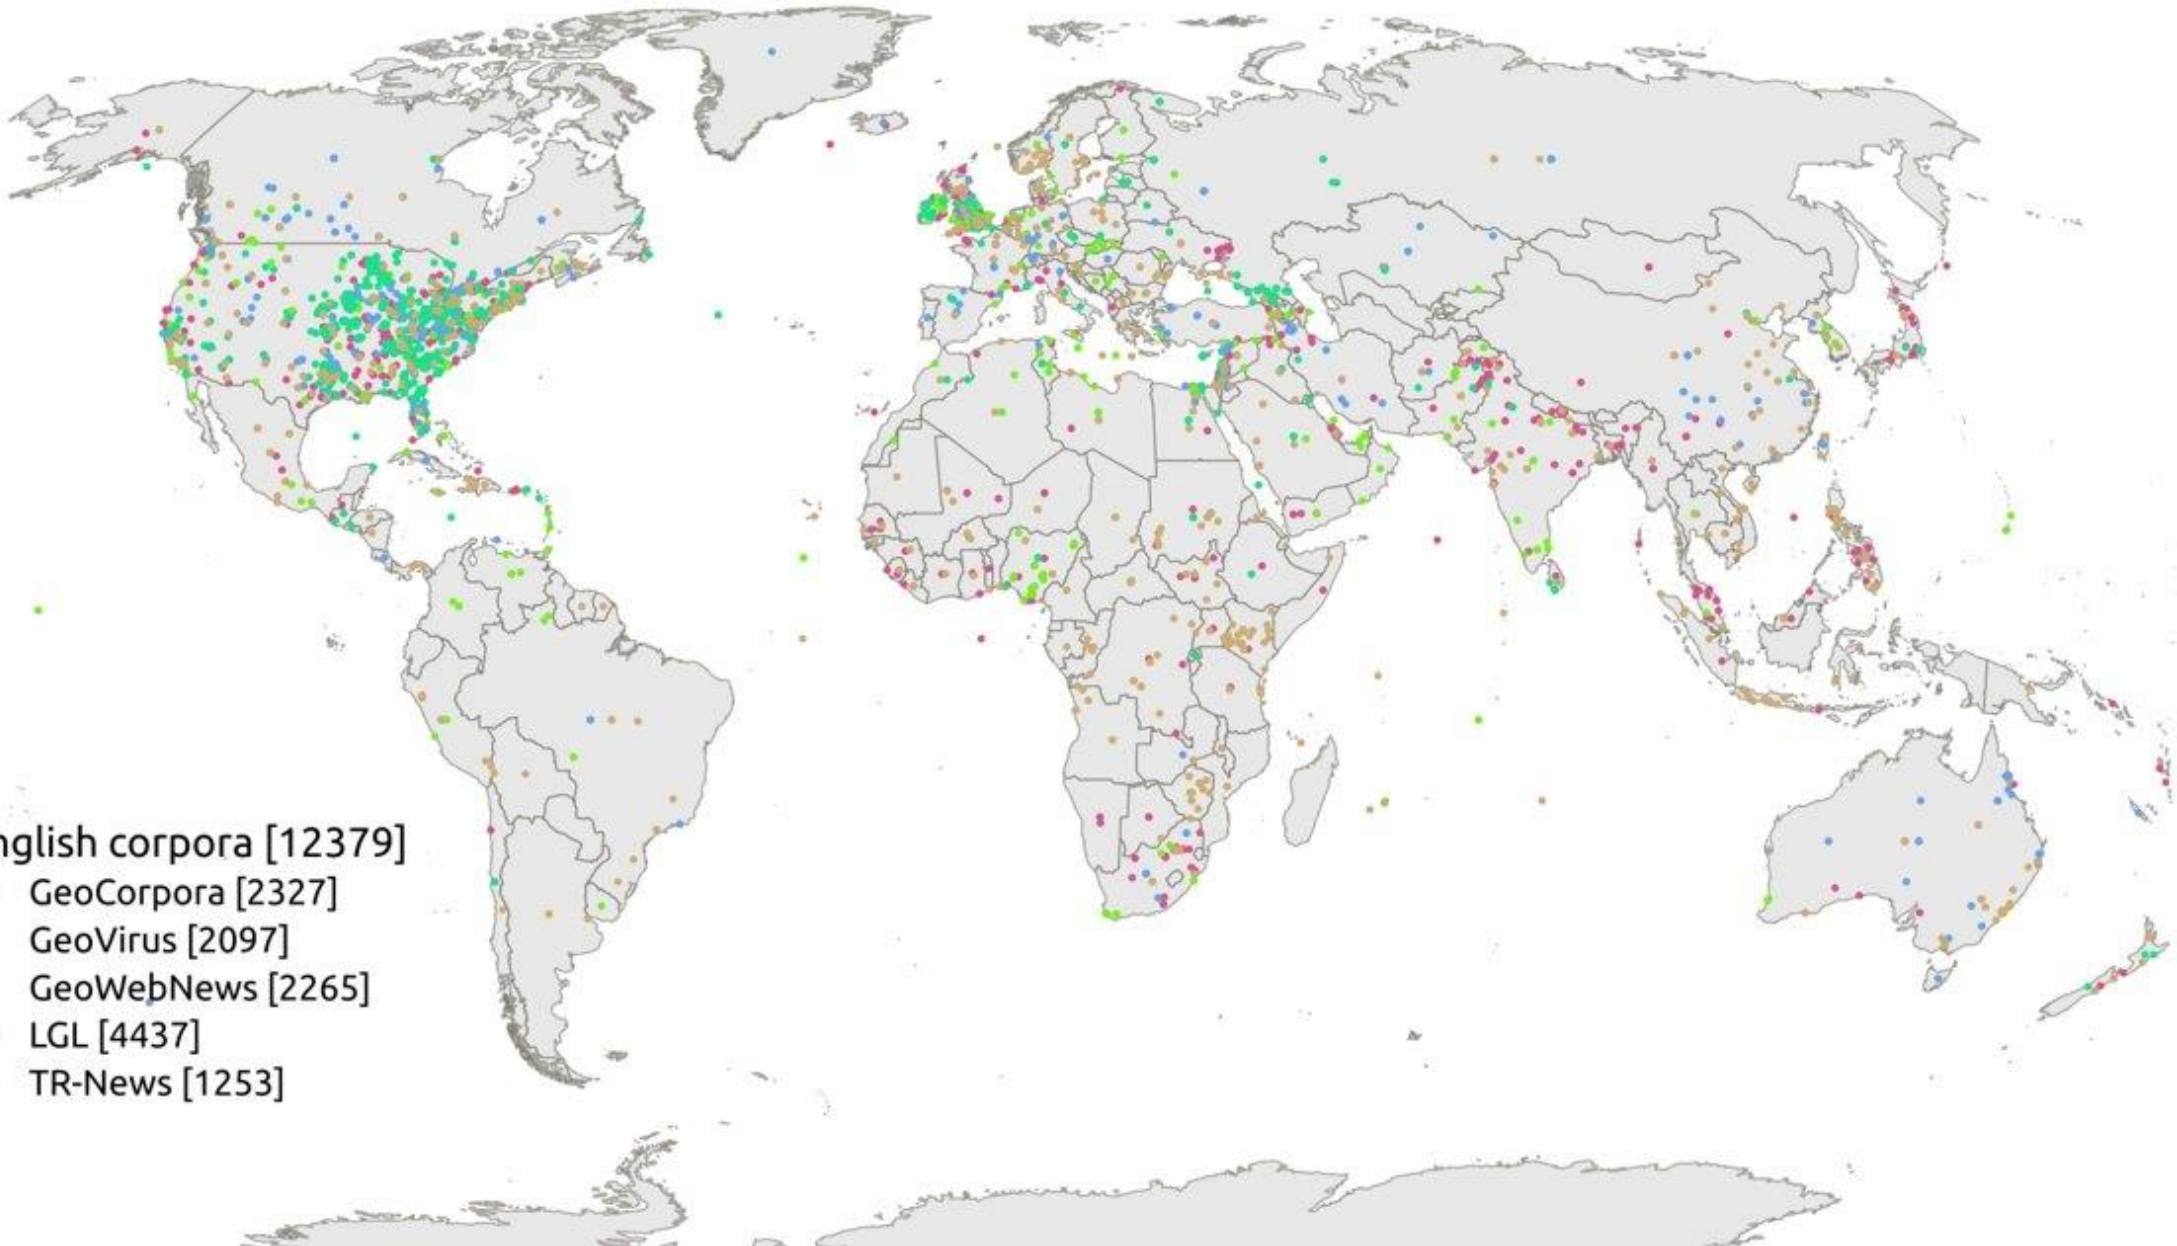 nglish corpora [12379]
GeoCorpora [2327]
GeoVirus [2097]
GeoWebNews [2265]
LGL [4437]
TR-News [1253]